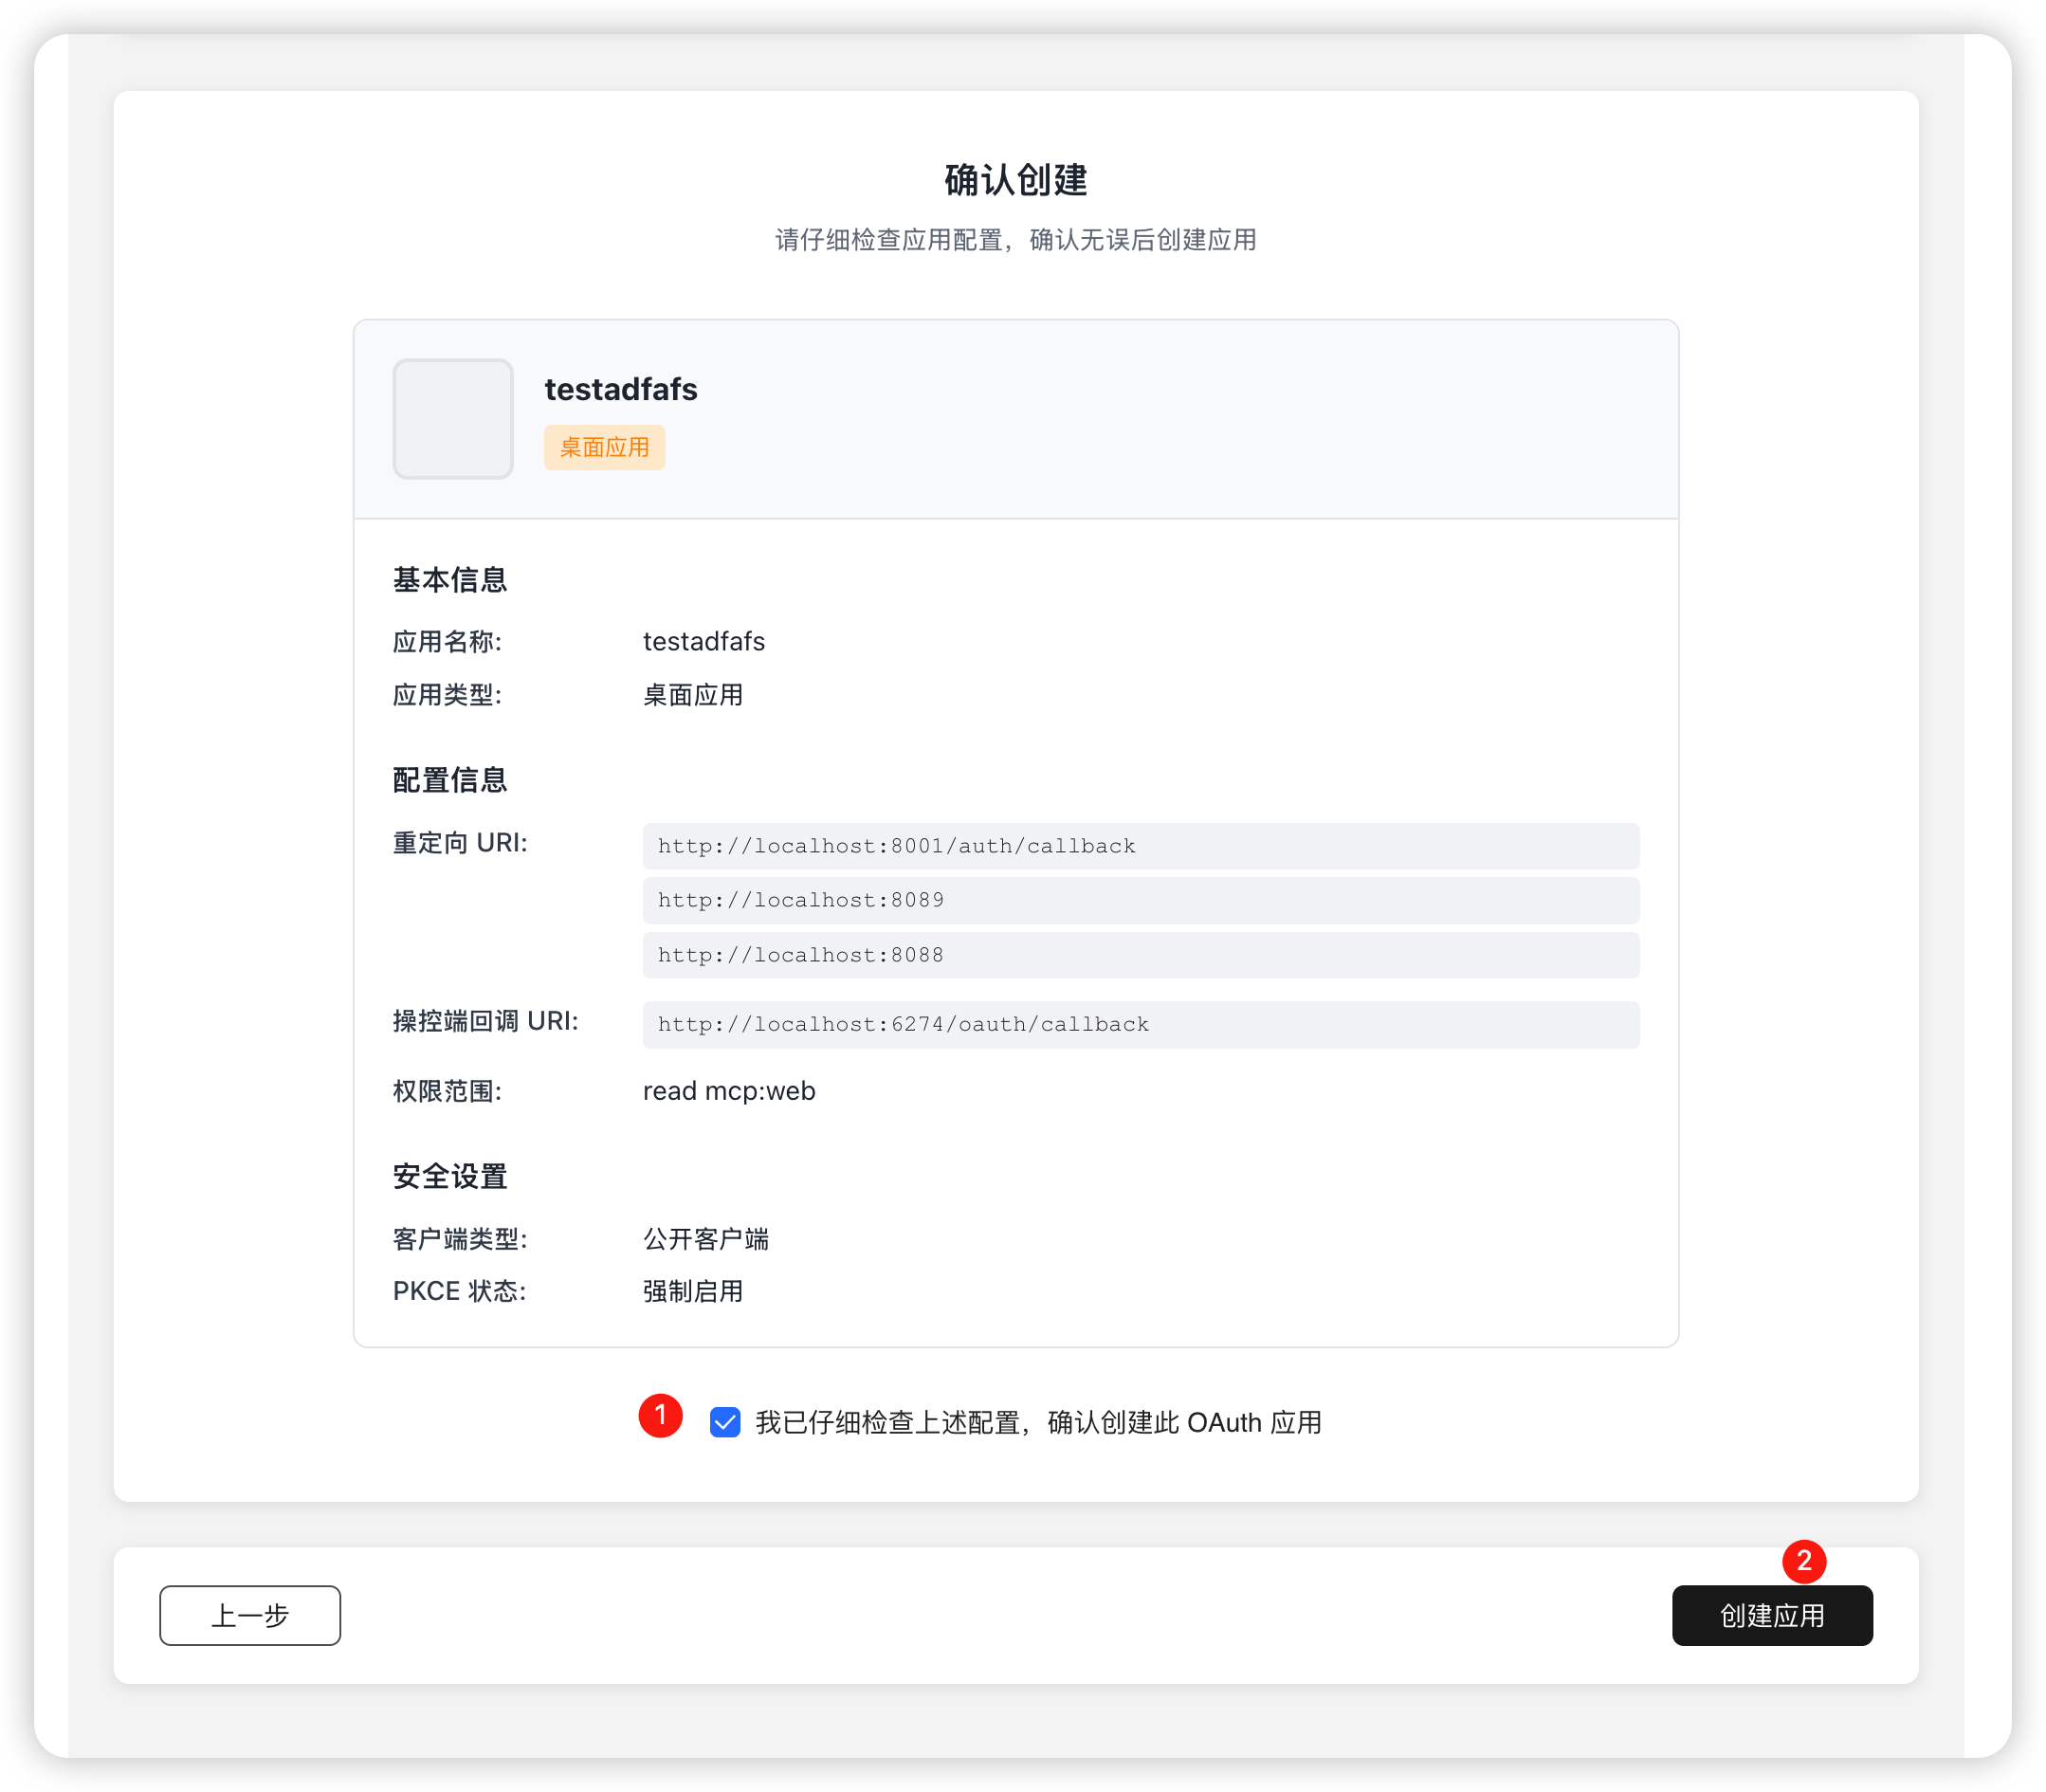 确认创建
请仔细检查应用配置，确认无误后创建应用
testadfafs
桌面应用
基本信息
应用名称: testadfafs
应用类型: 桌面应用
配置信息
重定向 URI: http://localhost:8001/auth/callback
http://localhost:8089
http://localhost:8088
操控端回调 URI: http://localhost:6274/oauth/callback
权限范围: read mcp:web
安全设置
客户端类型: 公开客户端
PKCE 状态: 强制启用
1 我已仔细检查上述配置，确认创建此 OAuth 应用
2
上一步 创建应用